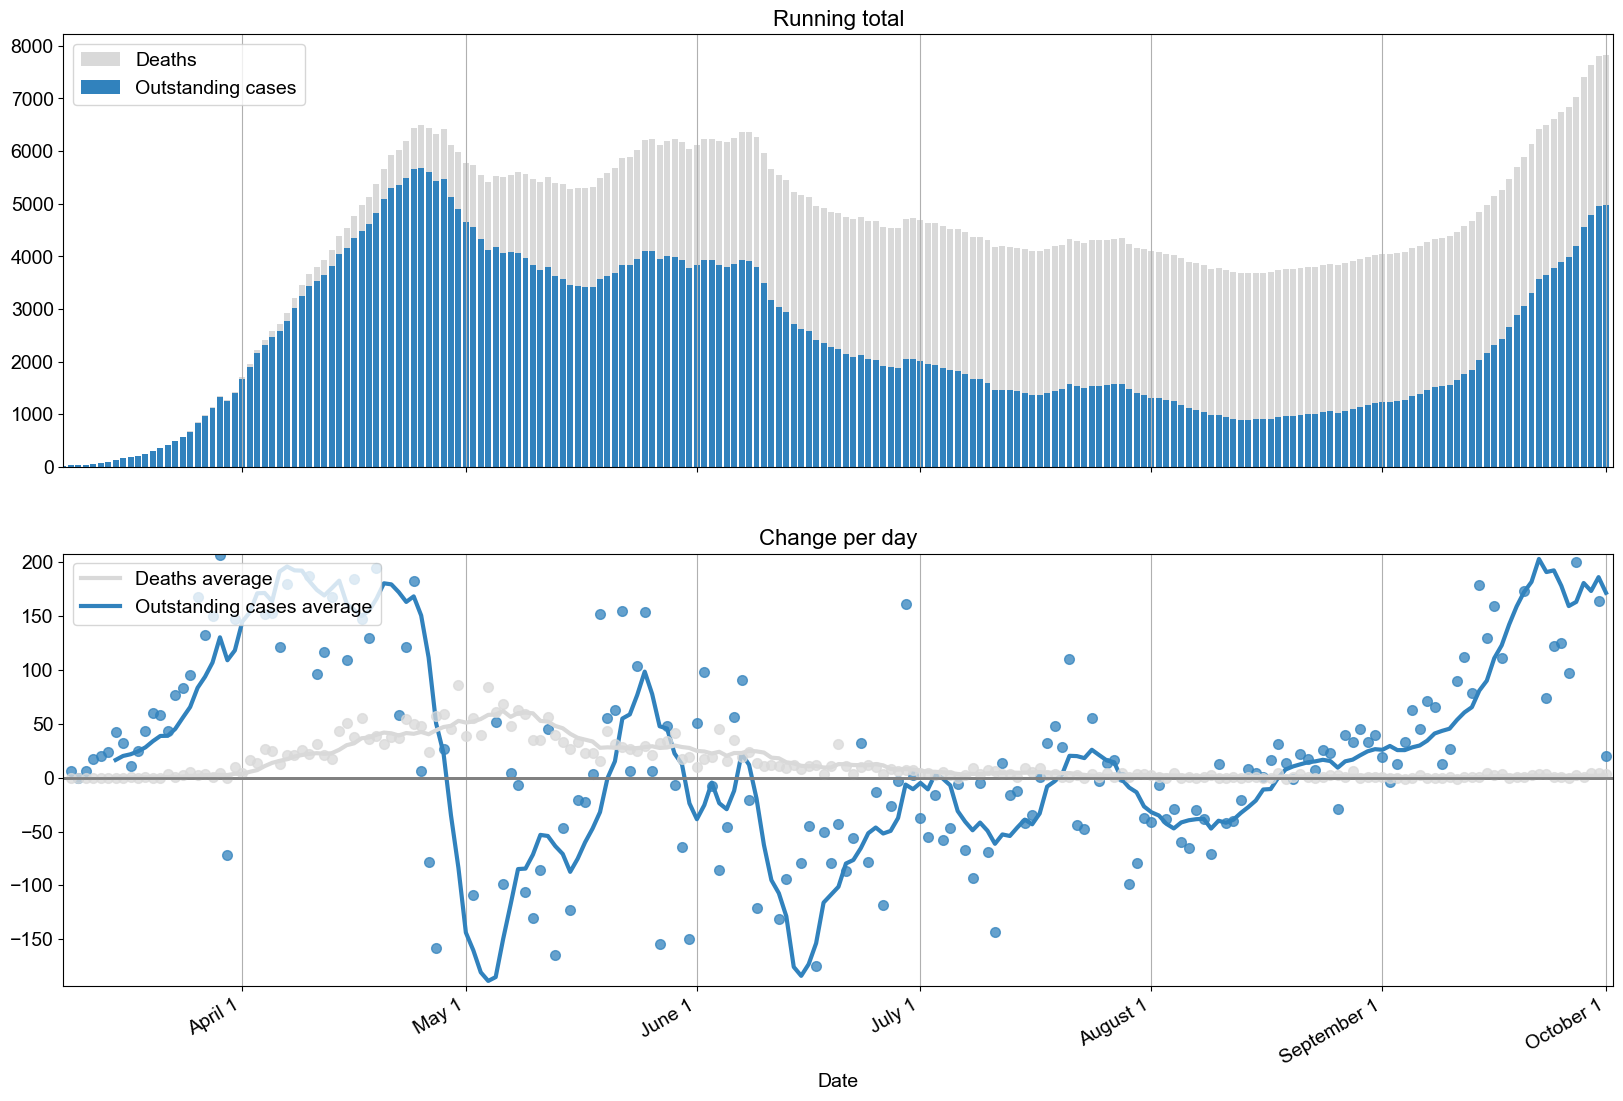 Running total
8000
7000
6000
5000
4000
3000
2000
1000
0
Deaths
Outstanding cases
Change per day
200
150
100
50
0
−50
−100
−150
Deaths average
Outstanding cases average
April 1
May 1
June 1
July 1
August 1
September 1
October 1
Date